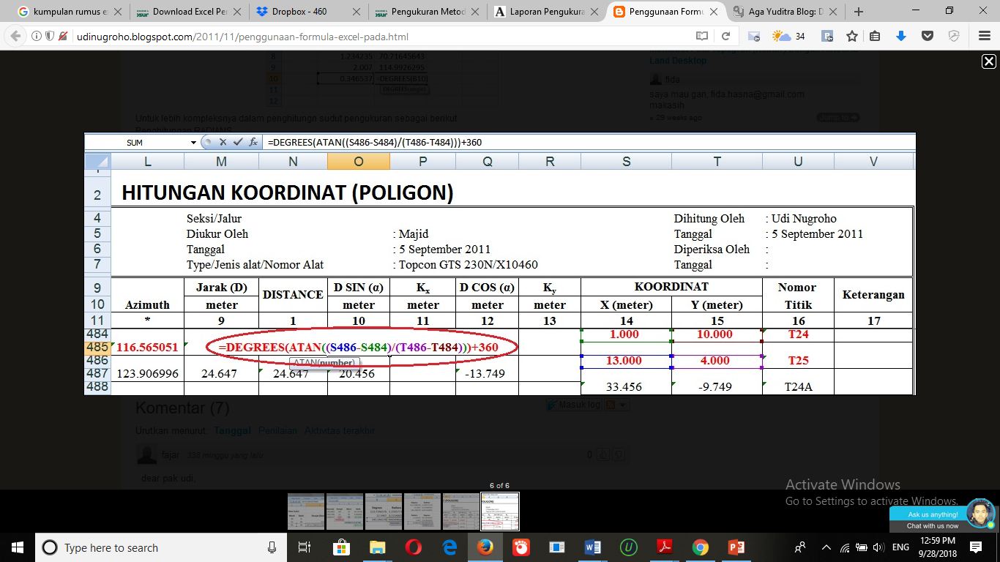 kumpulan rumus e
Download Excel Per
Dropbox - 460
Pengukuran Metod
Laporan Pengukura
Penggunaan Formu
Aga Yuditra Blog: D
udinugroho.blogspot.com/2011/11/penggunaan-formula-excel-pada.html
34
8 1.234235 70.71645643
9 2.007 114.9926295
10 0.346537 =DEGREES(B10)
11
12
Land Desktop
fida
saya mau gan, fida.hasna@gmail.com
makasih
29 weeks ago
Jump to
Untuk lebih kompleksnya dalam penghitungn sudut pengukuran sebagai berikut
Penghitungan RADIANS
SUM =DEGREES(ATAN((S486-S484)/(T486-T484)))+360
L M N O P Q R S T U V
2 HITUNGAN KOORDINAT (POLIGON)
4 Seksi/Jalur Dihitung Oleh : Udi Nugroho
5 Diukur Oleh : Majid Tanggal : 5 September 2011
6 Tanggal : 5 September 2011 Diperiksa Oleh :
7 Type/Jenis alat/Nomor Alat : Topcon GTS 230N/X10460 Tanggal :
9 Jarak (D) DISTANCE D SIN (α) Kx D COS (α) Ky KOORDINAT Nomor Keterangan
10 Azimuth meter meter meter meter meter X (meter) Y (meter) Titik
11 * 9 1 10 11 12 13 14 15 16 17
484 1.000 10.000 T24
485 116.565051 =DEGREES(ATAN((S486-S484)/(T486-T484)))+360
486 ATAN(number) 13.000 4.000 T25
487 123.906996 24.647 24.647 20.456 -13.749
488 33.456 -9.749 T24A
Komentar (7)
Masuk log
Urutkan menurut: Tanggal Penilaian Aktivitas terakhir
fajar 338 minggu yang lalu 0
dear pak udi,
6 of 6
Activate Windows
Go to Settings to activate Windows.
Ask us anything!
Chat with us now
Type here to search
ENG
12:59 PM
9/28/2018